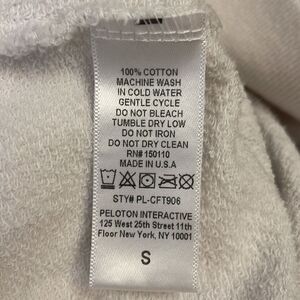 100% COTTON
MACHINE WASH
IN COLD WATER
GENTLE CYCLE
DO NOT BLEACH
TUMBLE DRY LOW
DO NOT IRON
DO NOT DRY CLEAN
RN# 150110
MADE IN U.S.A
STY# PL-CFT906
PELOTON INTERACTIVE
125 West 25th Street 11th
Floor New York, NY 10001
S